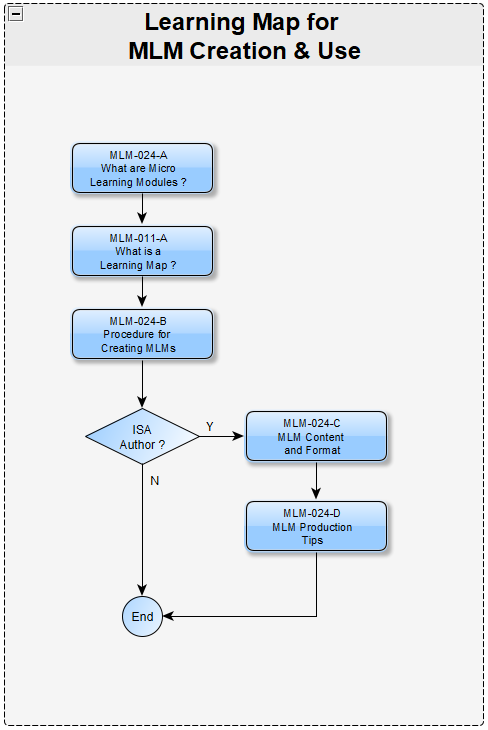 Learning Map for
MLM Creation & Use
MLM-024-A
What are Micro
Learning Modules ?
MLM-011-A
What is a
Learning Map ?
MLM-024-B
Procedure for
Creating MLMs
ISA
Author ?
Y
MLM-024-C
MLM Content
and Format
N
MLM-024-D
MLM Production
Tips
End